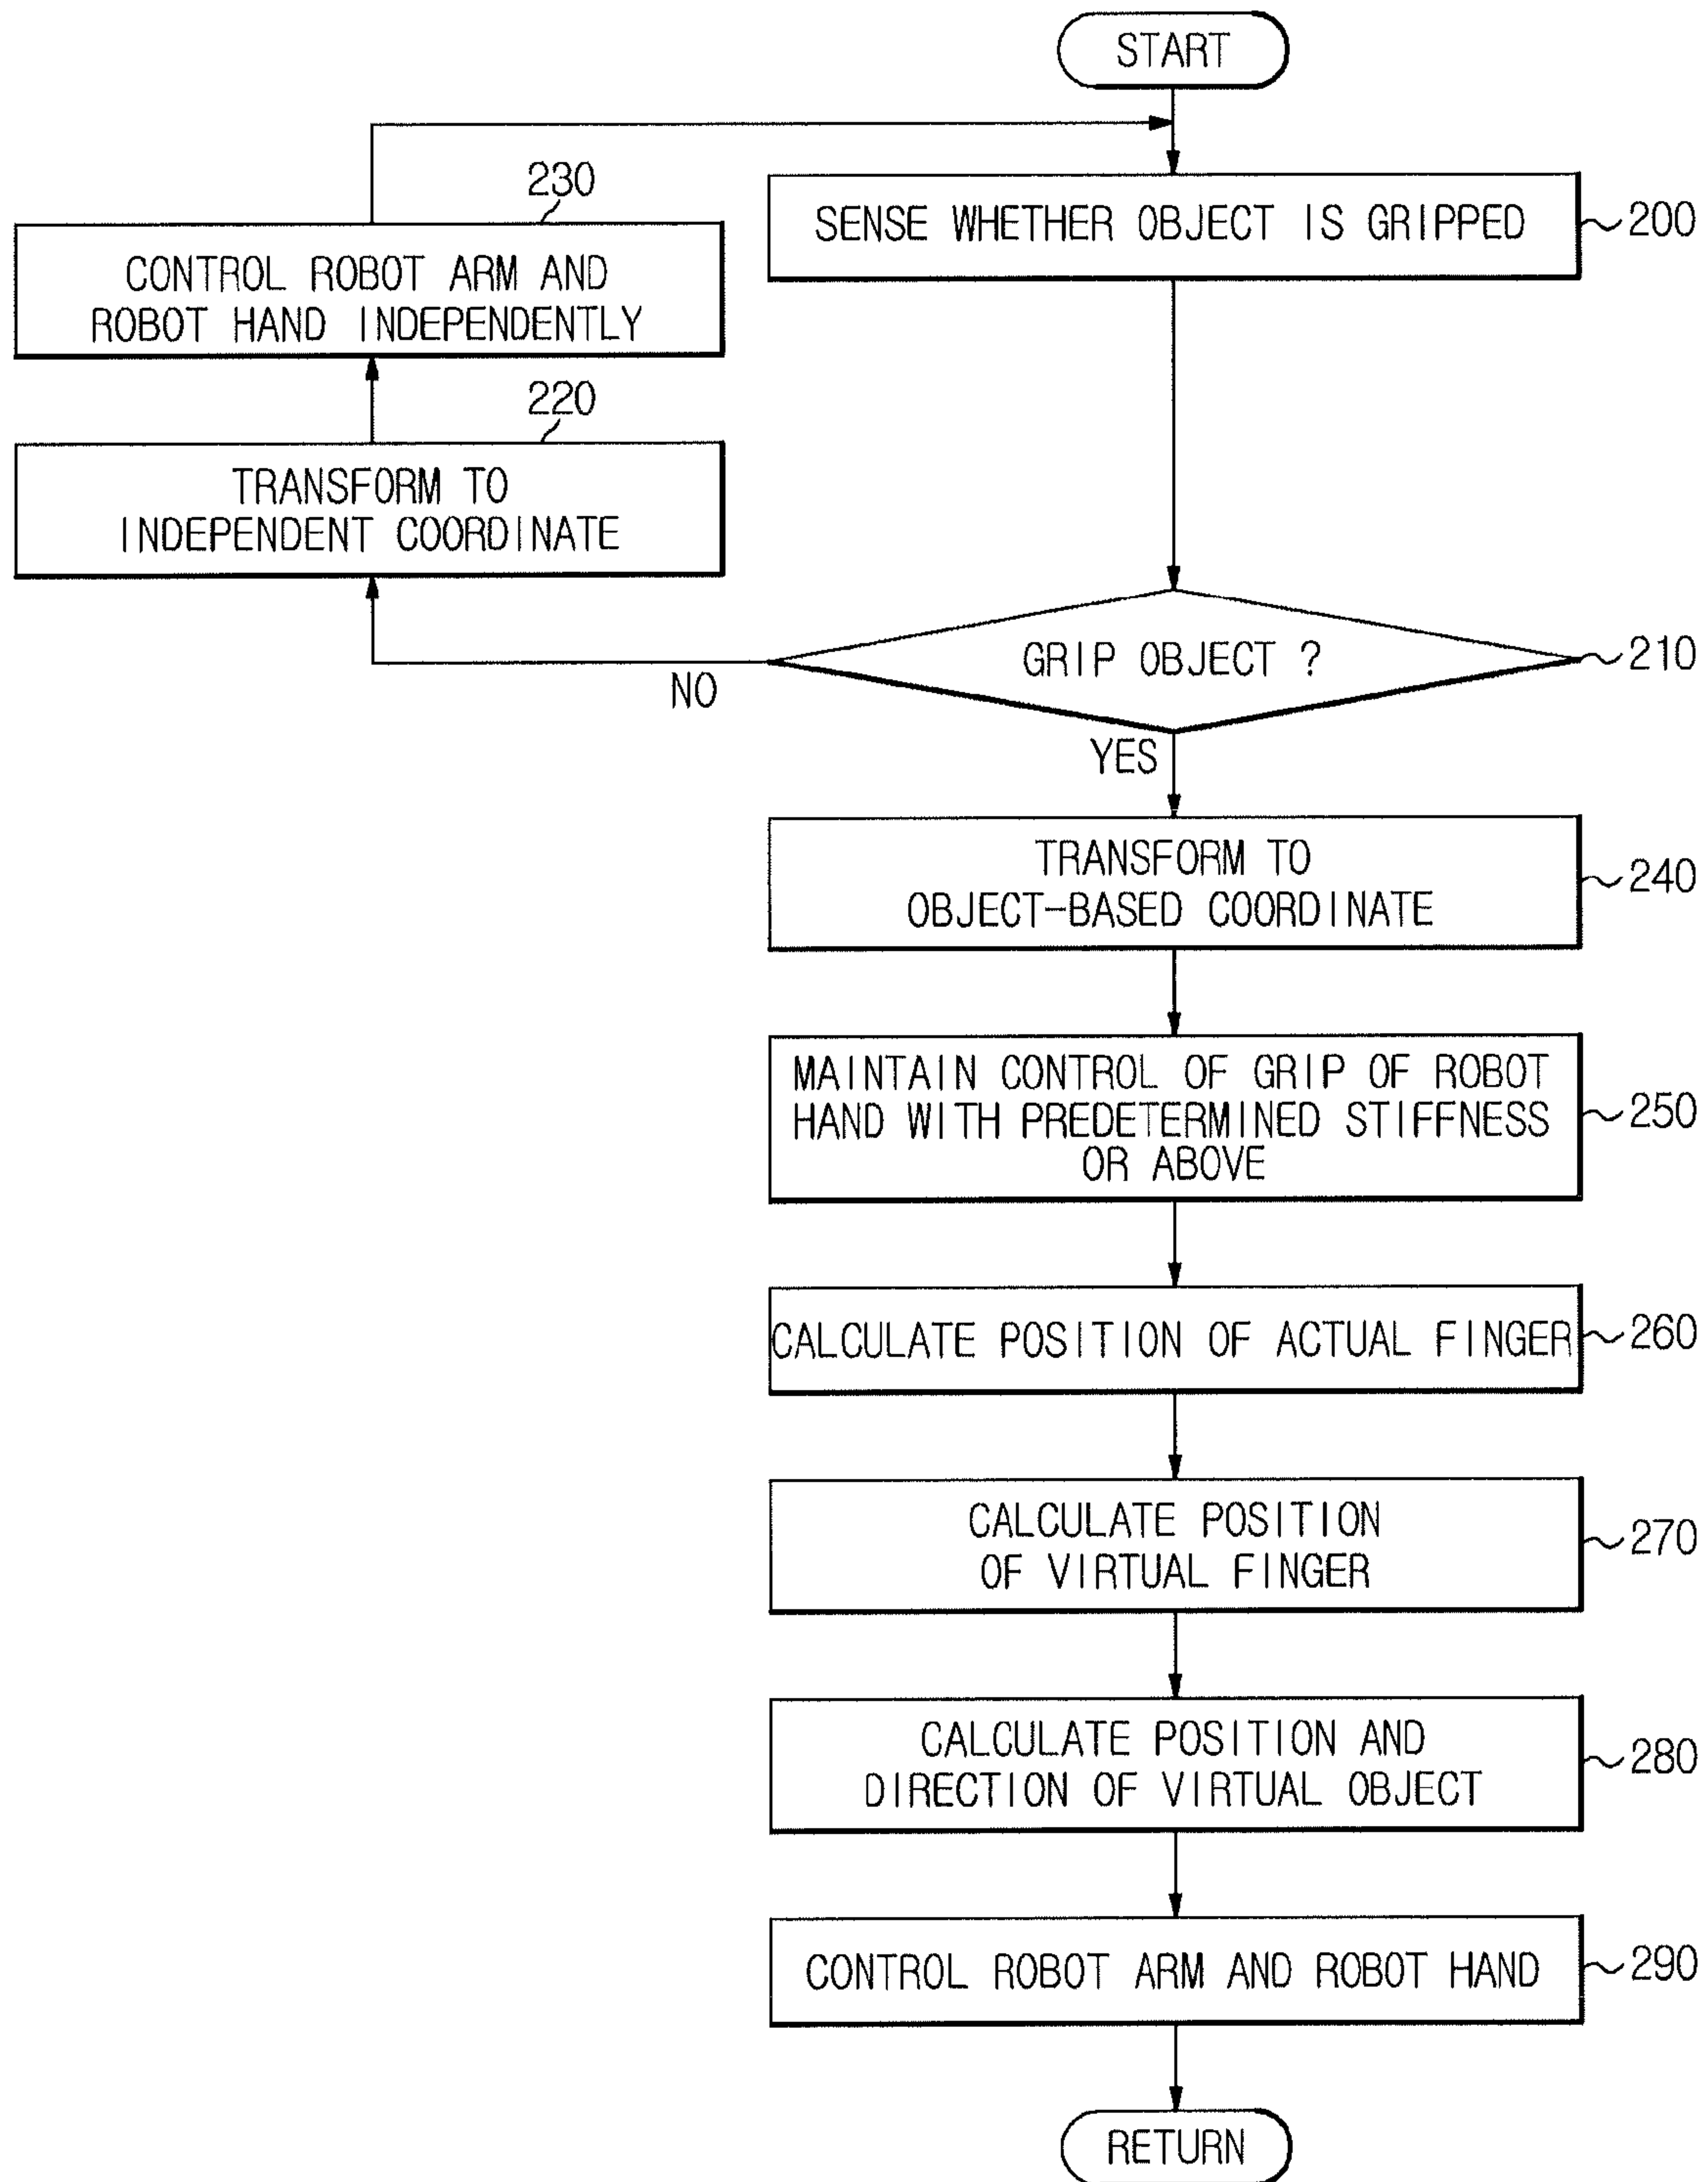 START
230
CONTROL ROBOT ARM AND
ROBOT HAND INDEPENDENTLY
SENSE WHETHER OBJECT IS GRIPPED
200
220
TRANSFORM TO
INDEPENDENT COORDINATE
GRIP OBJECT ?
210
NO
YES
TRANSFORM TO
OBJECT-BASED COORDINATE
240
MAINTAIN CONTROL OF GRIP OF ROBOT
HAND WITH PREDETERMINED STIFFNESS
OR ABOVE
250
CALCULATE POSITION OF ACTUAL FINGER
260
CALCULATE POSITION
OF VIRTUAL FINGER
270
CALCULATE POSITION AND
DIRECTION OF VIRTUAL OBJECT
280
CONTROL ROBOT ARM AND ROBOT HAND
290
RETURN